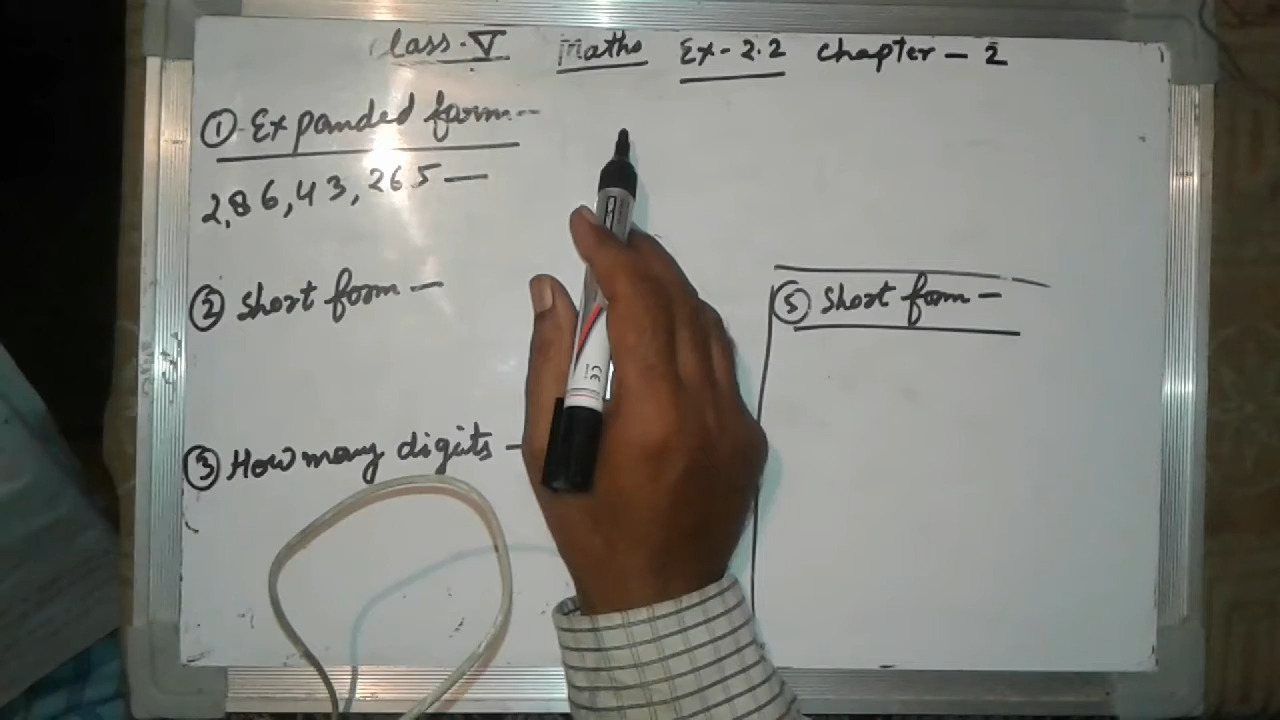 Class.V Maths Ex-2.2 Chapter-2
① Expanded form--
2,86,43,265—
② Short form-
③ How many digits-
⑤ Short form-
CE